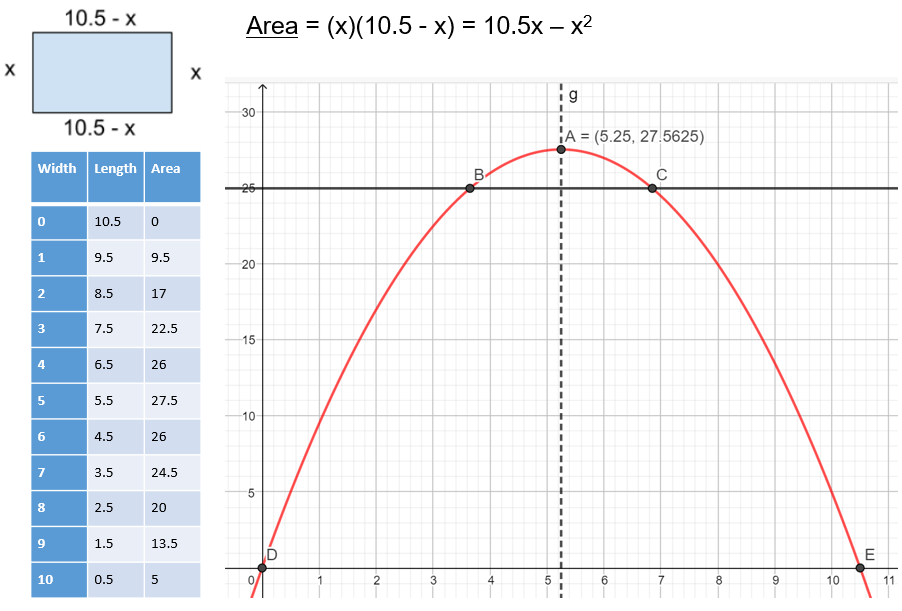 10.5 - x
Area = (x)(10.5 - x) = 10.5x – x²
x
x
10.5 - x
Width Length Area
0 10.5 0
1 9.5 9.5
2 8.5 17
3 7.5 22.5
4 6.5 26
5 5.5 27.5
6 4.5 26
7 3.5 24.5
8 2.5 20
9 1.5 13.5
10 0.5 5
g
30
A = (5.25, 27.5625)
B
C
25
20
15
10
5
D
E
0 1 2 3 4 5 6 7 8 9 10 11